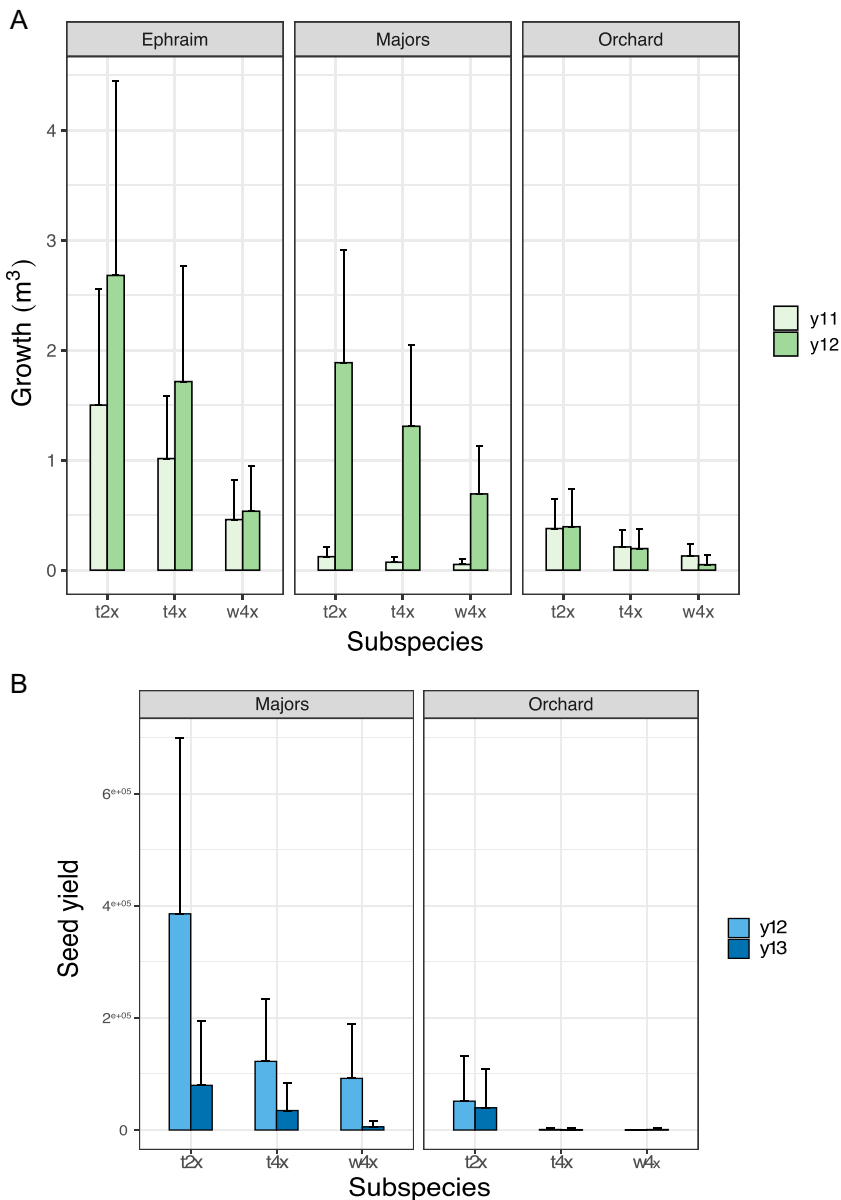 A
Ephraim Majors Orchard
Growth (m³)
4
3
2
1
0
t2x t4x w4x t2x t4x w4x t2x t4x w4x
Subspecies
y11
y12
B
Majors Orchard
Seed yield
6e+05
4e+05
2e+05
0
t2x t4x w4x t2x t4x w4x
Subspecies
y12
y13